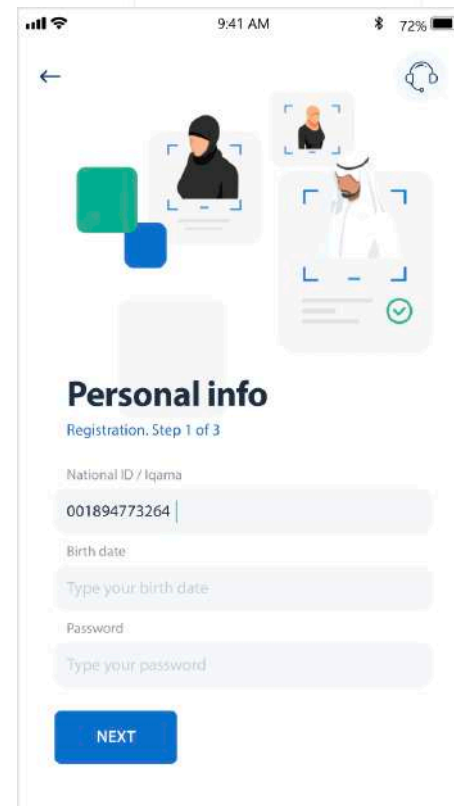 9:41 AM
72%
Personal info
Registration. Step 1 of 3
National ID / Iqama
001894773264
Birth date
Type your birth date
Password
Type your password
NEXT